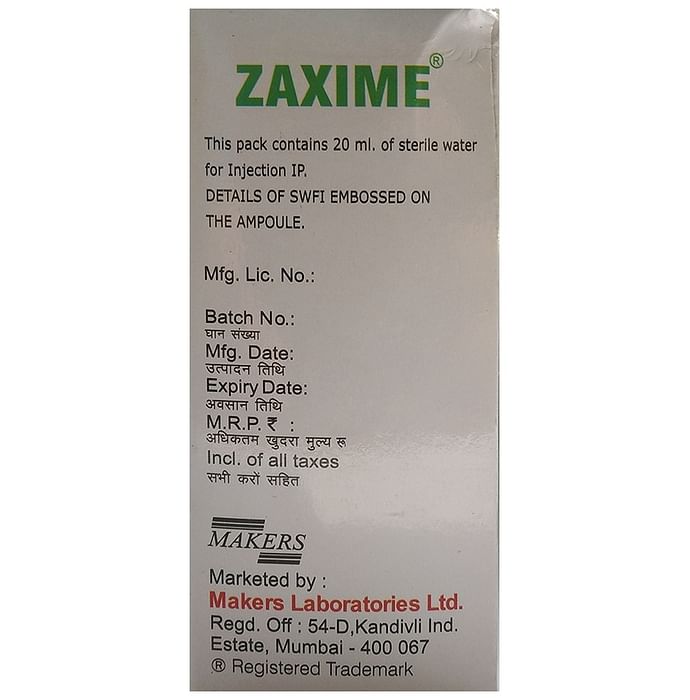 ZAXIME®
This pack contains 20 ml. of sterile water
for Injection IP.
DETAILS OF SWFI EMBOSSED ON
THE AMPOULE.
Mfg. Lic. No.:
Batch No.:
घान संख्या
Mfg. Date:
उत्पादन तिथि
Expiry Date:
अवसान तिथि
M.R.P. ₹ :
अधिकतम खुदरा मुल्य रू
Incl. of all taxes
सभी करों सहित
MAKERS
Marketed by :
Makers Laboratories Ltd.
Regd. Off : 54-D,Kandivli Ind.
Estate, Mumbai - 400 067
® Registered Trademark